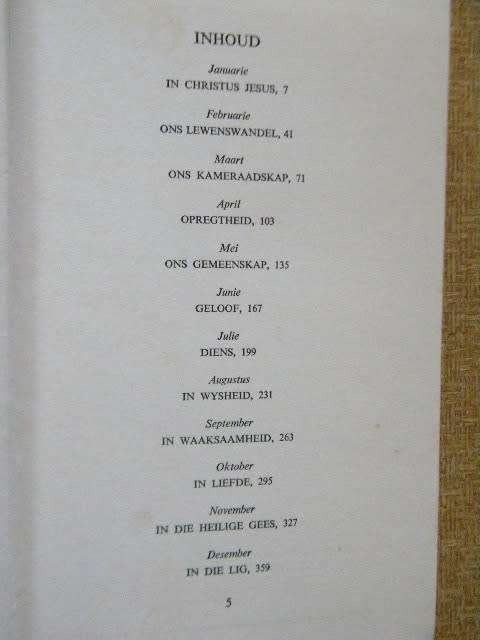 INHOUD
Januarie
IN CHRISTUS JESUS, 7
Februarie
ONS LEWENSWANDEL, 41
Maart
ONS KAMERAADSKAP, 71
April
OPREGTHEID, 103
Mei
ONS GEMEENSKAP, 135
Junie
GELOOF, 167
Julie
DIENS, 199
Augustus
IN WYSHEID, 231
September
IN WAAKSAAMHEID, 263
Oktober
IN LIEFDE, 295
November
IN DIE HEILIGE GEES, 327
Desember
IN DIE LIG, 359
5